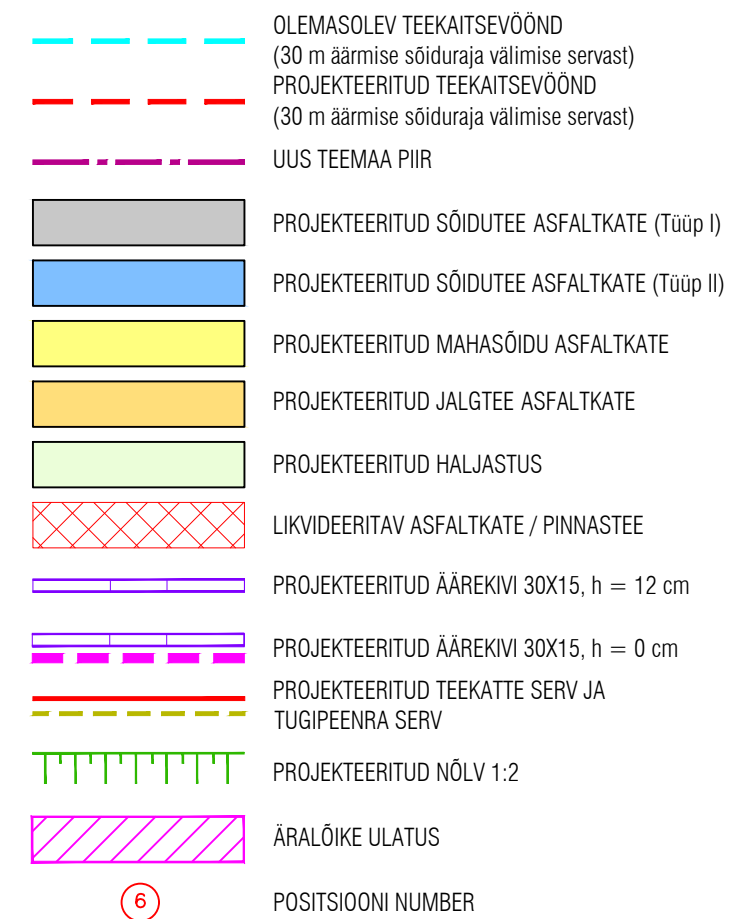 OLEMASOLEV TEEKAITSEVÖÖND
(30 m äärmise sõiduraja välimise servast)
PROJEKTEERITUD TEEKAITSEVÖÖND
(30 m äärmise sõiduraja välimise servast)
UUS TEEMAA PIIR
PROJEKTEERITUD SÕIDUTEE ASFALTKATE (Tüüp I)
PROJEKTEERITUD SÕIDUTEE ASFALTKATE (Tüüp II)
PROJEKTEERITUD MAHASÕIDU ASFALTKATE
PROJEKTEERITUD JALGTEE ASFALTKATE
PROJEKTEERITUD HALJASTUS
LIKVIDEERITAV ASFALTKATE / PINNASTEE
PROJEKTEERITUD ÄÄREKIVI 30X15, h = 12 cm
PROJEKTEERITUD ÄÄREKIVI 30X15, h = 0 cm
PROJEKTEERITUD TEEKATTE SERV JA
TUGIPEENRA SERV
PROJEKTEERITUD NÕLV 1:2
ÄRALÕIKE ULATUS
6 POSITSIOONI NUMBER